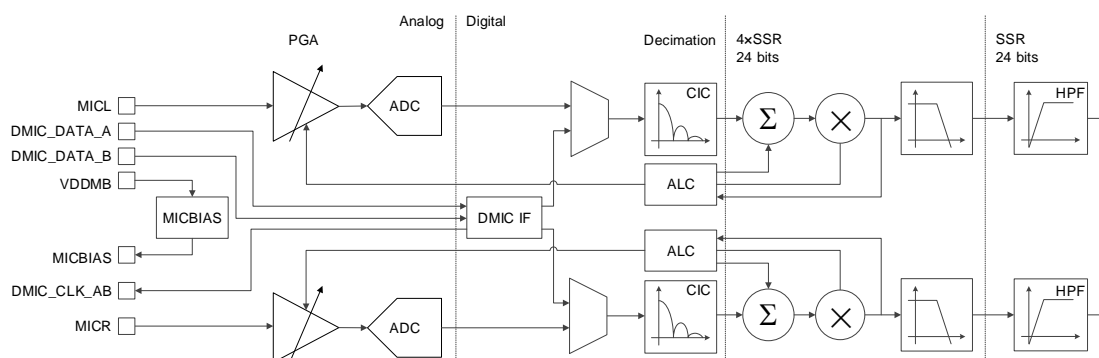 Analog
Digital
PGA
Decimation
4×SSR
24 bits
SSR
24 bits
MICL
ADC
CIC
Σ
×
HPF
DMIC_DATA_A
DMIC_DATA_B
VDDMB
ALC
MICBIAS
DMIC IF
MICBIAS
ALC
DMIC_CLK_AB
CIC
HPF
MICR
ADC
Σ
×